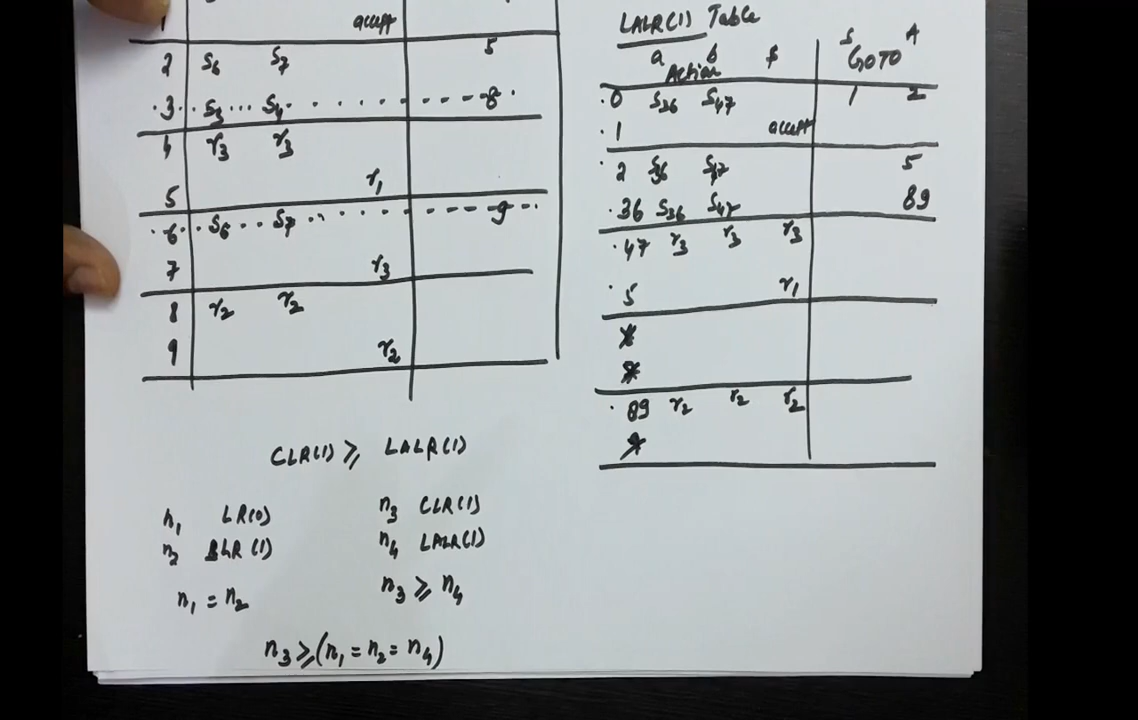 accept
2 S6 S7 5
3 S3 S4 8
4 r3 r3
5 r1
6 S6 S7 9
7 r3
8 r2 r2
9 r2
LALR(1) Table
a b $ S A
Action GOTO
0 S36 S47 1 2
1 accept
2 S36 S47 5
36 S36 S47 89
47 r3 r3 r3
5 r1
89 r2 r2 r2
CLR(1) ⩾ LALR(1)
n1 LR(0)
n2 SLR(1)
n1 = n2
n3 CLR(1)
n4 LALR(1)
n3 ⩾ n4
n3 ⩾ (n1 = n2 = n4)